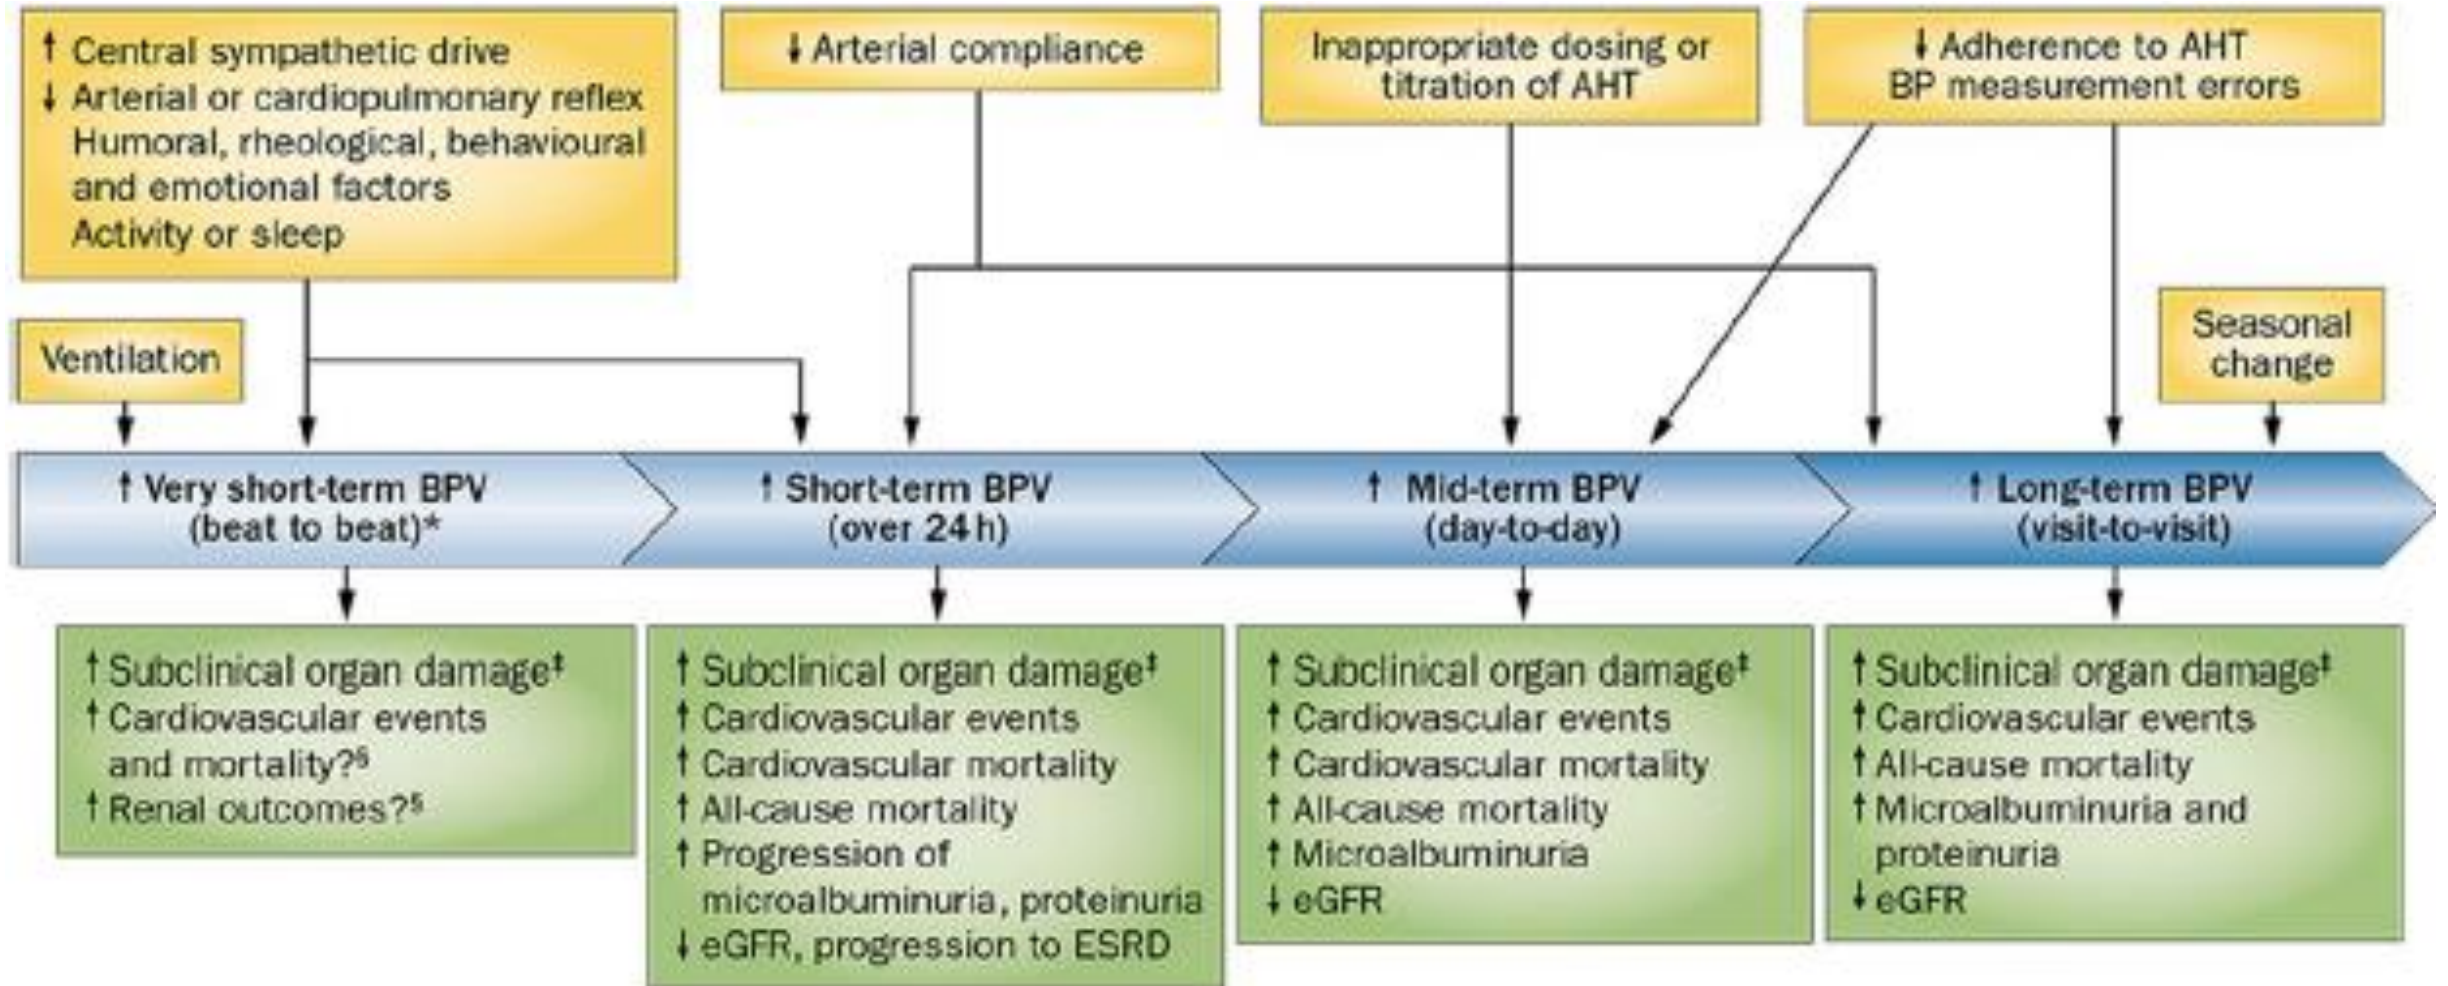 ↑ Central sympathetic drive
↓ Arterial or cardiopulmonary reflex
Humoral, rheological, behavioural
and emotional factors
Activity or sleep
↓ Arterial compliance
Inappropriate dosing or
titration of AHT
↓ Adherence to AHT
BP measurement errors
Ventilation
Seasonal
change
↑ Very short-term BPV
(beat to beat)*
↑ Short-term BPV
(over 24 h)
↑ Mid-term BPV
(day-to-day)
↑ Long-term BPV
(visit-to-visit)
↑ Subclinical organ damage‡
↑ Cardiovascular events
and mortality?§
↑ Renal outcomes?§
↑ Subclinical organ damage‡
↑ Cardiovascular events
↑ Cardiovascular mortality
↑ All-cause mortality
↑ Progression of
microalbuminuria, proteinuria
↓ eGFR, progression to ESRD
↑ Subclinical organ damage‡
↑ Cardiovascular events
↑ Cardiovascular mortality
↑ All-cause mortality
↑ Microalbuminuria
↓ eGFR
↑ Subclinical organ damage‡
↑ Cardiovascular events
↑ All-cause mortality
↑ Microalbuminuria and
proteinuria
↓ eGFR